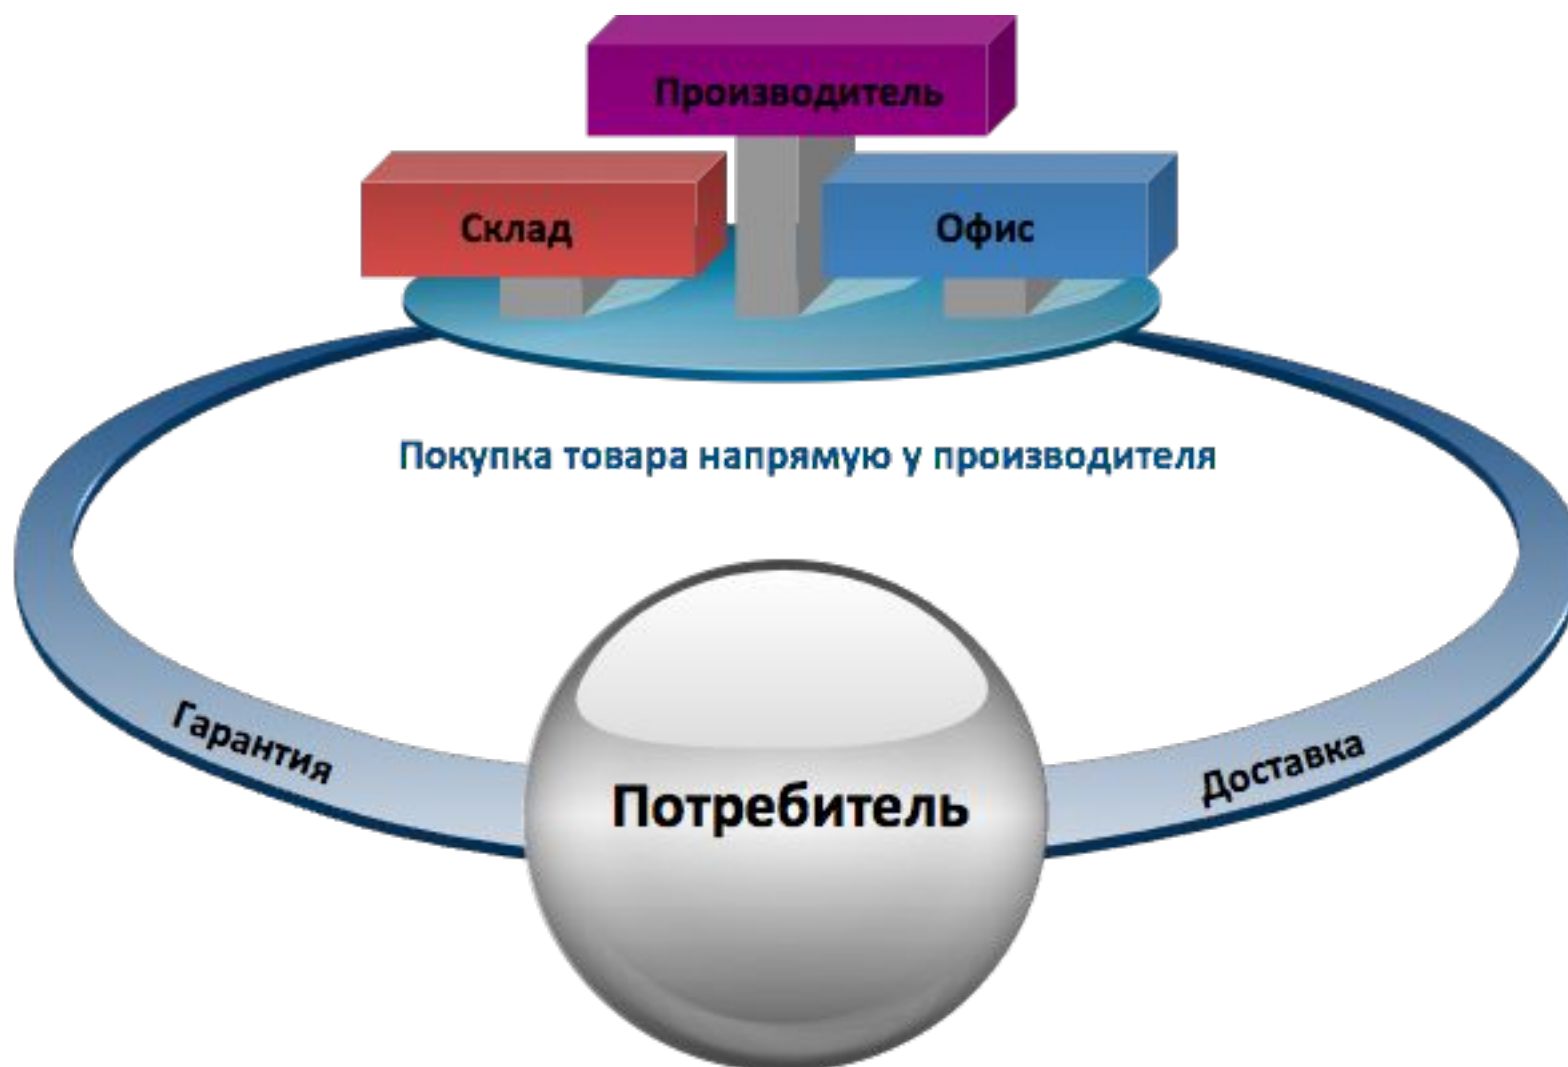 Производитель
Склад
Офис
Покупка товара напрямую у производителя
Гарантия
Доставка
Потребитель